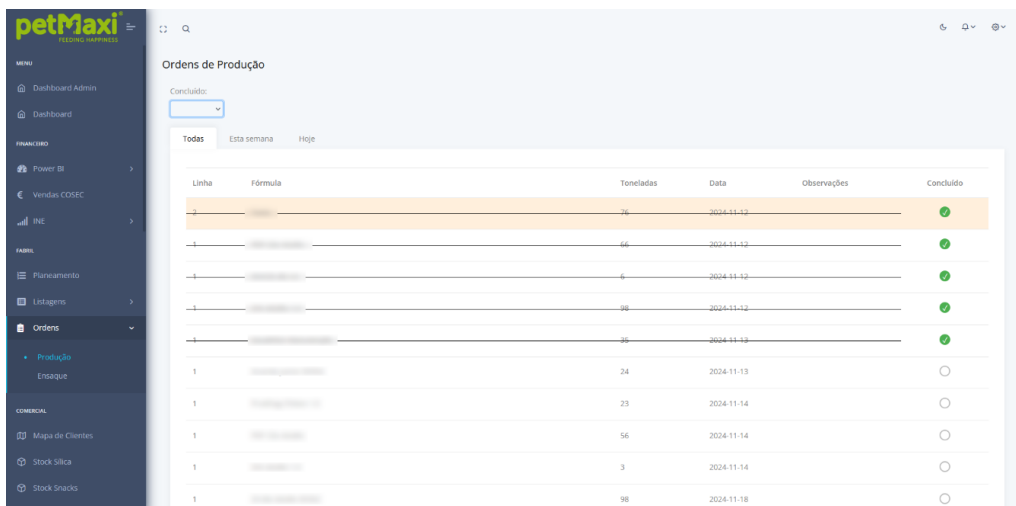 petMaxi
FEEDING HAPPINESS
MENU
Dashboard Admin
Dashboard
FINANCEIRO
Power BI
Vendas COSEC
INE
FABRIL
Planeamento
Listagens
Ordens
Produção
Ensaque
COMERCIAL
Mapa de Clientes
Stock Sílica
Stock Snacks
Ordens de Produção
Concluído:
Todas Esta semana Hoje
Linha Fórmula Toneladas Data Observações Concluído
2 76 2024-11-12
1 66 2024-11-12
1 6 2024-11-12
1 98 2024-11-12
1 35 2024-11-13
1 24 2024-11-13
1 23 2024-11-14
1 56 2024-11-14
1 3 2024-11-14
1 98 2024-11-18